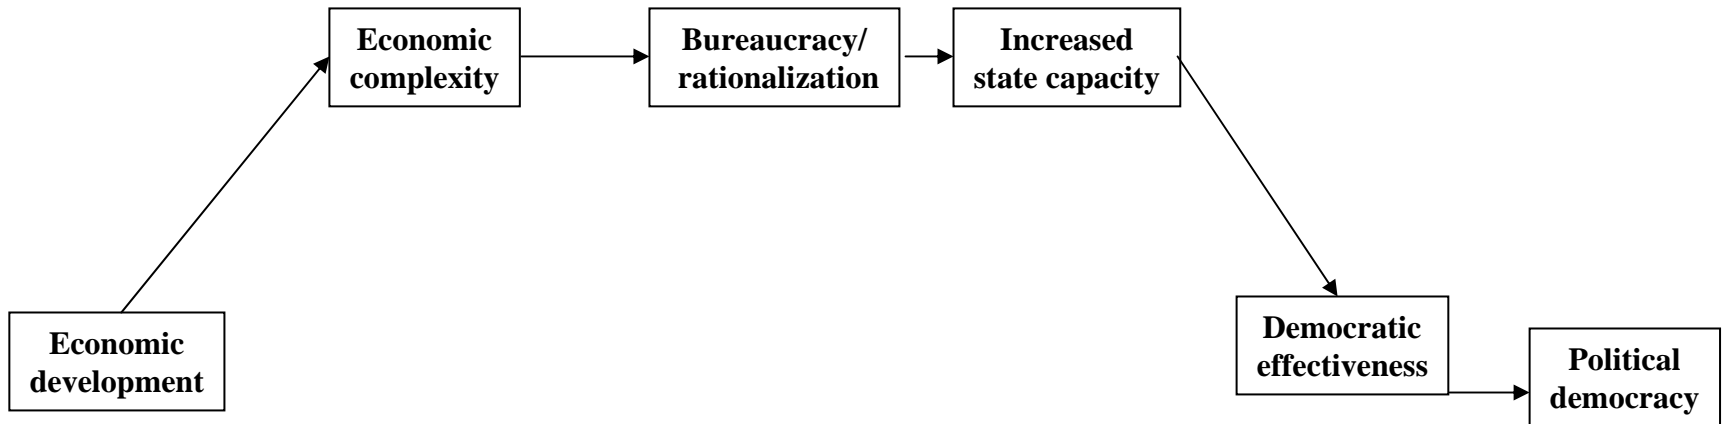 Economic
complexity
Bureaucracy/
rationalization
Increased
state capacity
Economic
development
Democratic
effectiveness
Political
democracy